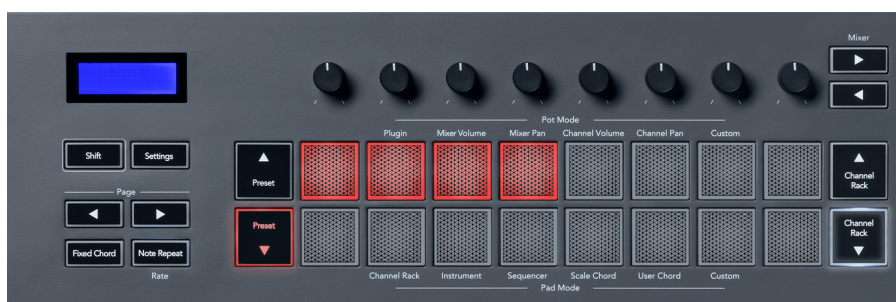 Mixer
Pot Mode
Plugin Mixer Volume Mixer Pan Channel Volume Channel Pan Custom
Shift Settings
Preset
Channel
Rack
Page
Preset
Channel
Rack
Fixed Chord Note Repeat
Rate
Channel Rack Instrument Sequencer Scale Chord User Chord Custom
Pad Mode